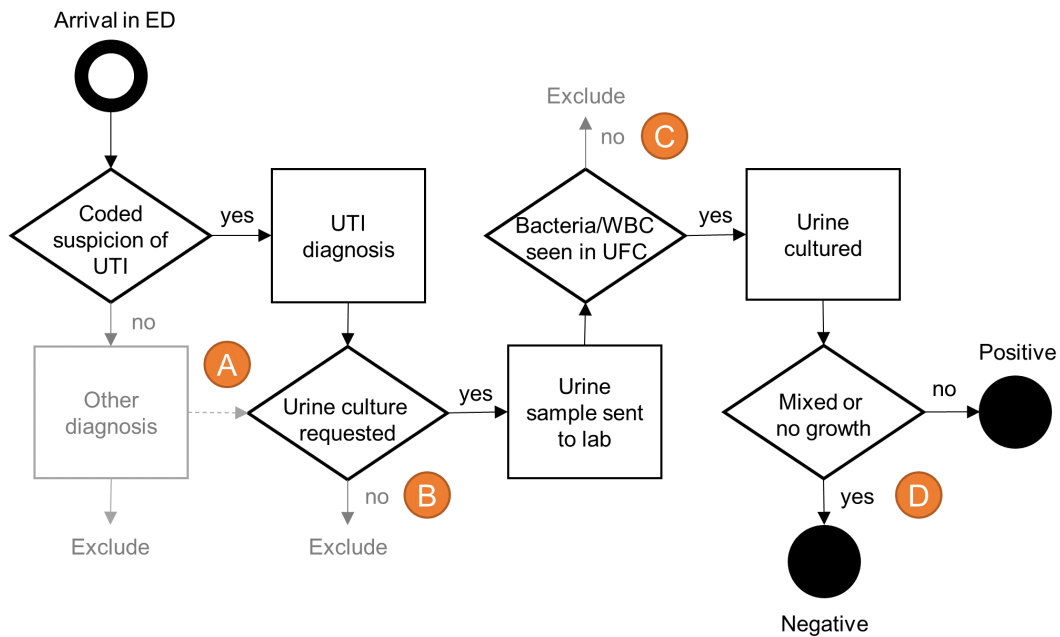 Arrival in ED
Coded
suspicion of
UTI
yes
no
UTI
diagnosis
Other
diagnosis
Exclude
A
Urine culture
requested
yes
no
B
Exclude
Urine
sample sent
to lab
Exclude
no
C
Bacteria/WBC
seen in UFC
yes
Urine
cultured
Mixed or
no growth
no
Positive
yes
D
Negative